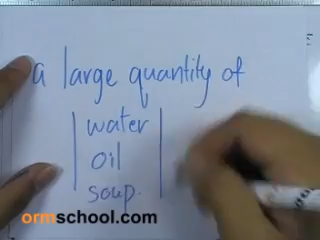 a large quantity of
water
oil
soup.
ormschool.com